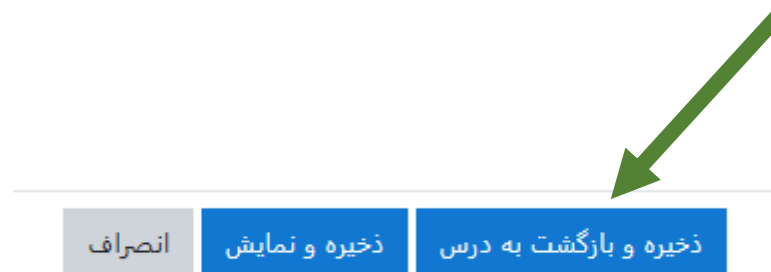 ذخیره و بازگشت به درس
ذخیره و نمایش
انصراف